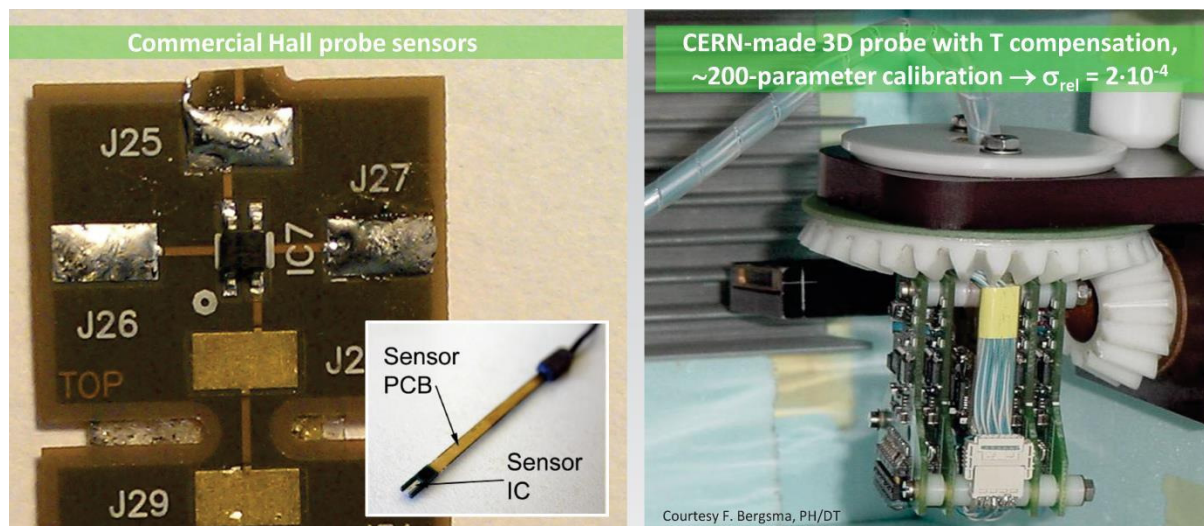 Commercial Hall probe sensors
J25
J27
IC7
J26
TOP
J29
Sensor
PCB
Sensor
IC
CERN-made 3D probe with T compensation,
~200-parameter calibration → σrel = 2·10-4
Courtesy F. Bergsma, PH/DT